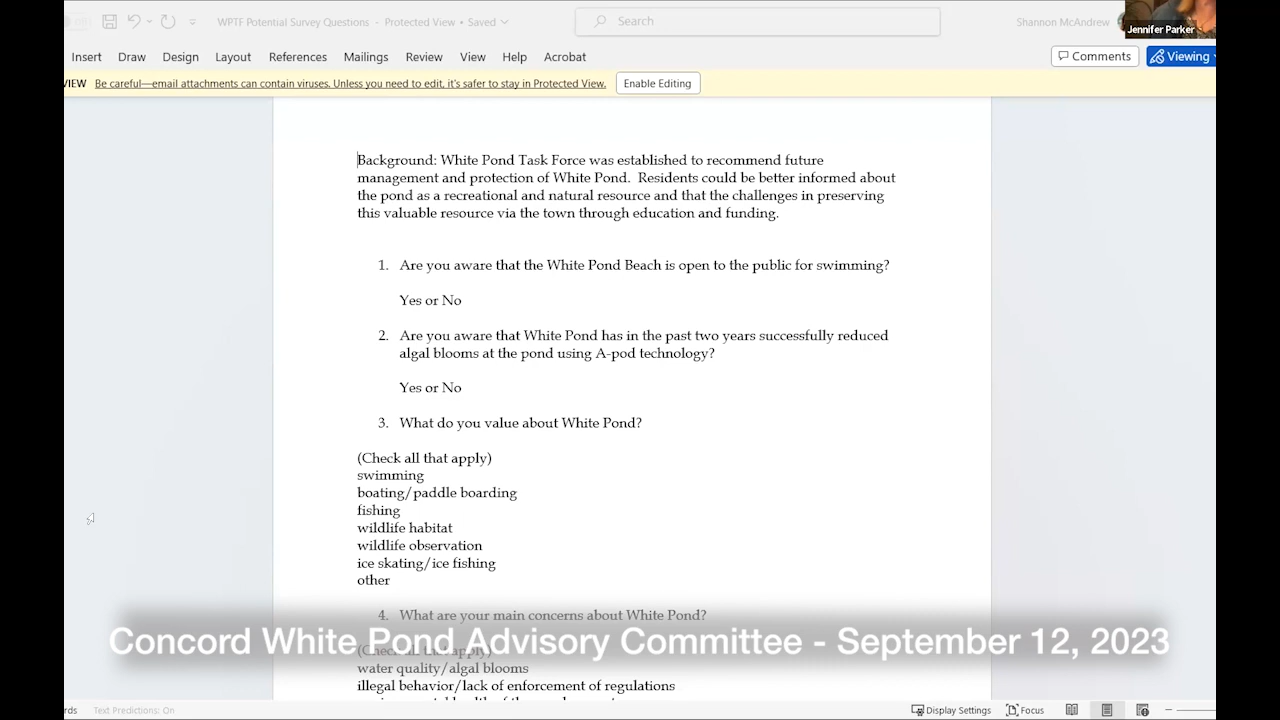 WPTF Potential Survey Questions - Protected View • Saved
Search
Shannon McAndrew
Jennifer Parker
Insert Draw Design Layout References Mailings Review View Help Acrobat
Comments
Viewing
VIEW Be careful—email attachments can contain viruses. Unless you need to edit, it's safer to stay in Protected View. Enable Editing
Background: White Pond Task Force was established to recommend future
management and protection of White Pond. Residents could be better informed about
the pond as a recreational and natural resource and that the challenges in preserving
this valuable resource via the town through education and funding.
1. Are you aware that the White Pond Beach is open to the public for swimming?
Yes or No
2. Are you aware that White Pond has in the past two years successfully reduced
algal blooms at the pond using A-pod technology?
Yes or No
3. What do you value about White Pond?
(Check all that apply)
swimming
boating/paddle boarding
fishing
wildlife habitat
wildlife observation
ice skating/ice fishing
other
4. What are your main concerns about White Pond?
Concord White Pond Advisory Committee - September 12, 2023
(Check all that apply)
water quality/algal blooms
illegal behavior/lack of enforcement of regulations
rds Text Predictions: On
Display Settings Focus